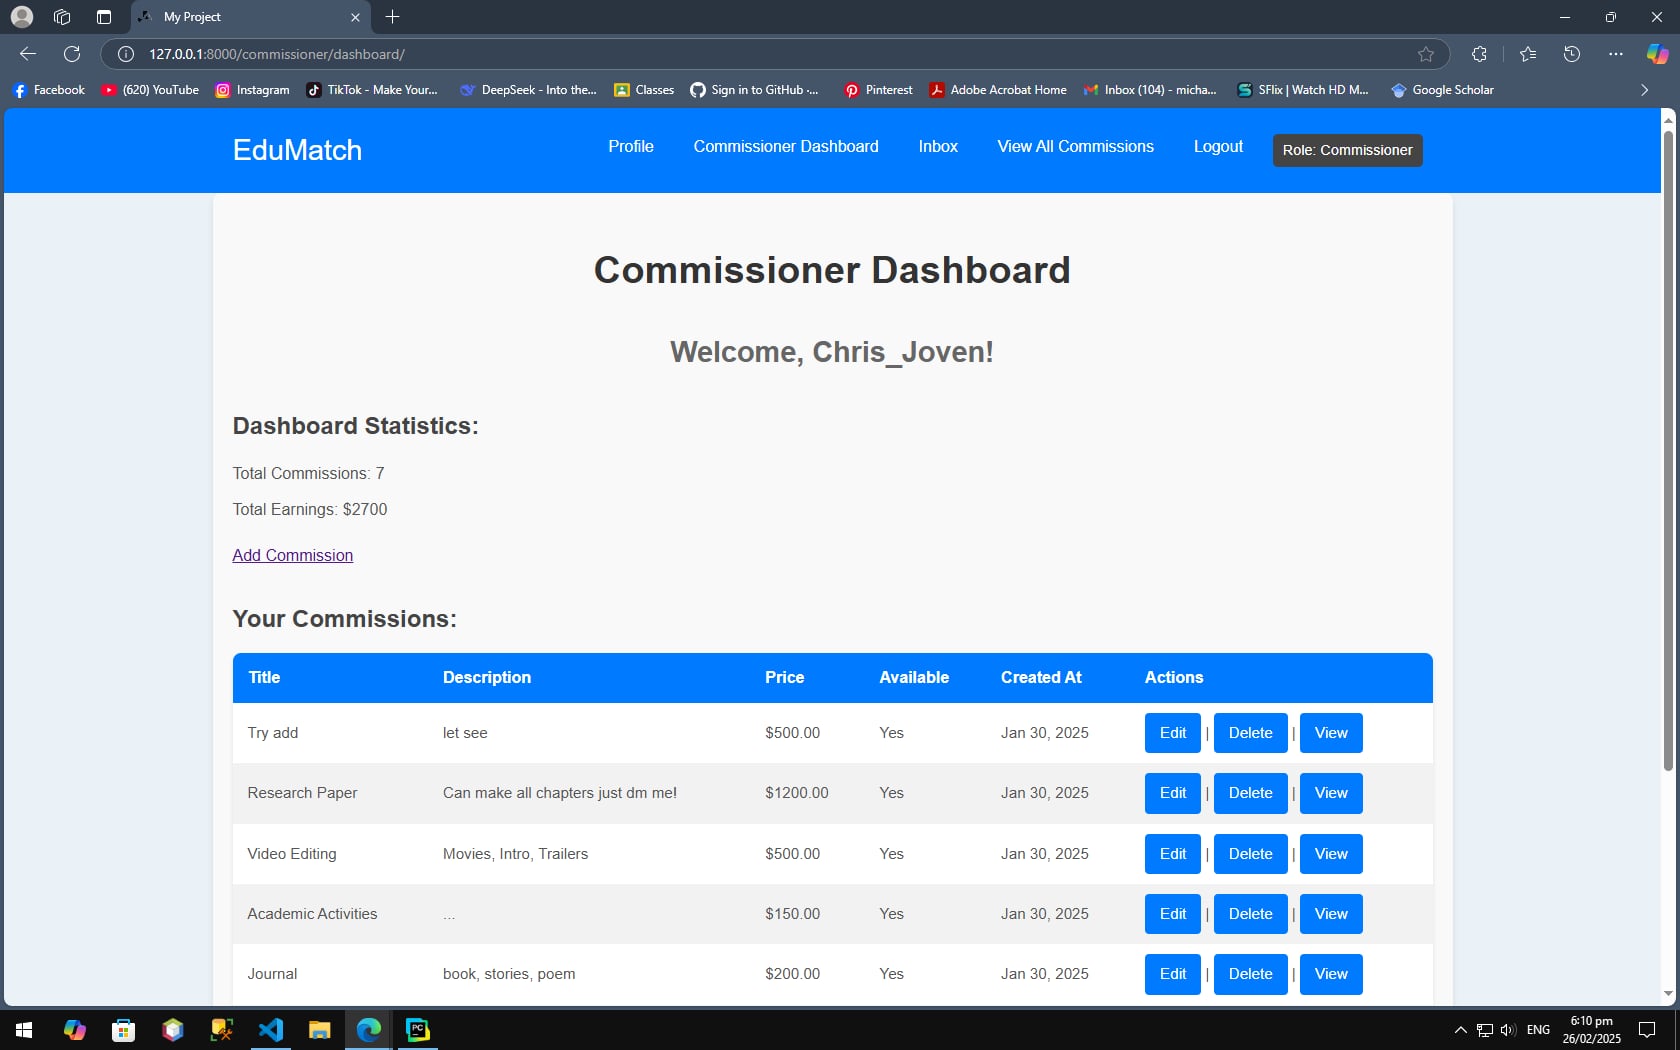 My Project
127.0.0.1:8000/commissioner/dashboard/
Facebook (620) YouTube Instagram TikTok - Make Your... DeepSeek - Into the... Classes Sign in to GitHub ·... Pinterest Adobe Acrobat Home Inbox (104) - micha... SFlix | Watch HD M... Google Scholar
EduMatch Profile Commissioner Dashboard Inbox View All Commissions Logout Role: Commissioner
Commissioner Dashboard
Welcome, Chris_Joven!
Dashboard Statistics:
Total Commissions: 7
Total Earnings: $2700
Add Commission
Your Commissions:
Title Description Price Available Created At Actions
Try add let see $500.00 Yes Jan 30, 2025 Edit | Delete | View
Research Paper Can make all chapters just dm me! $1200.00 Yes Jan 30, 2025 Edit | Delete | View
Video Editing Movies, Intro, Trailers $500.00 Yes Jan 30, 2025 Edit | Delete | View
Academic Activities ... $150.00 Yes Jan 30, 2025 Edit | Delete | View
Journal book, stories, poem $200.00 Yes Jan 30, 2025 Edit | Delete | View
PC
ENG
6:10 pm
26/02/2025